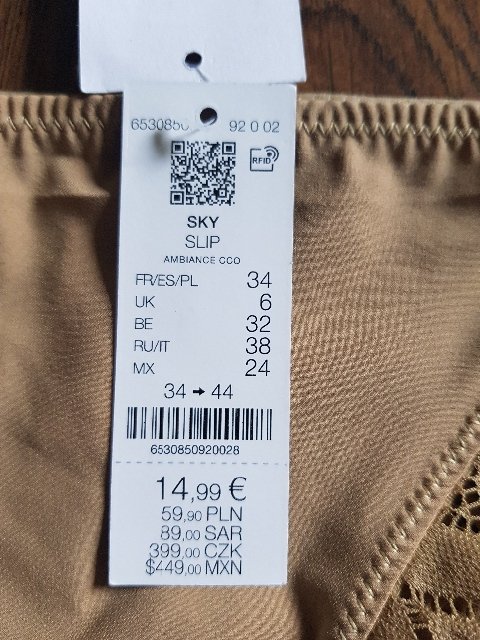 6530850 92 0 02
RFID
SKY
SLIP
AMBIANCE CCO
FR/ES/PL 34
UK 6
BE 32
RU/IT 38
MX 24
34 → 44
6530850920028
14,99 €
59,90 PLN
89,00 SAR
399,00 CZK
$449,00 MXN